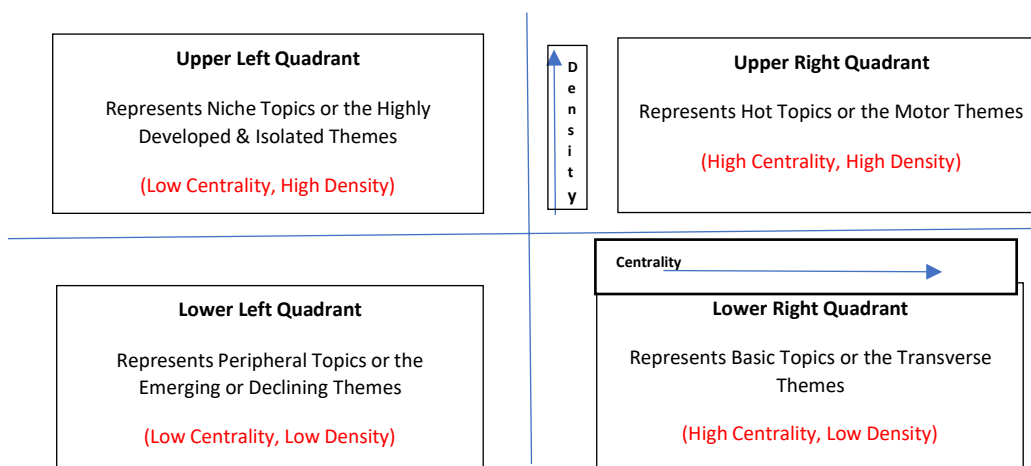 Upper Left Quadrant
Represents Niche Topics or the Highly
Developed & Isolated Themes
(Low Centrality, High Density)
Density
Upper Right Quadrant
Represents Hot Topics or the Motor Themes
(High Centrality, High Density)
Centrality
Lower Left Quadrant
Represents Peripheral Topics or the
Emerging or Declining Themes
(Low Centrality, Low Density)
Lower Right Quadrant
Represents Basic Topics or the Transverse
Themes
(High Centrality, Low Density)